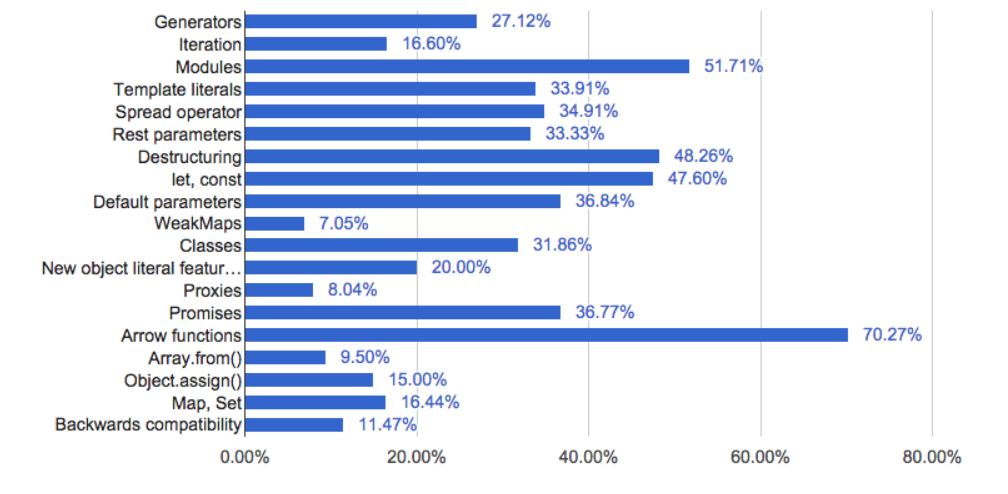 Generators 27.12%
Iteration 16.60%
Modules 51.71%
Template literals 33.91%
Spread operator 34.91%
Rest parameters 33.33%
Destructuring 48.26%
let, const 47.60%
Default parameters 36.84%
WeakMaps 7.05%
Classes 31.86%
New object literal featur... 20.00%
Proxies 8.04%
Promises 36.77%
Arrow functions 70.27%
Array.from() 9.50%
Object.assign() 15.00%
Map, Set 16.44%
Backwards compatibility 11.47%
0.00% 20.00% 40.00% 60.00% 80.00%